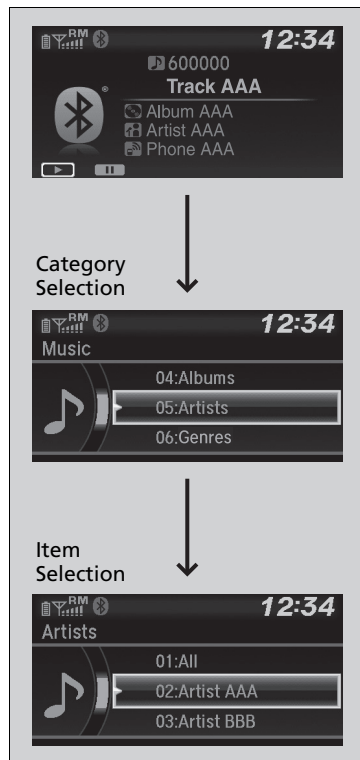 RM 12:34
600000
Track AAA
Album AAA
Artist AAA
Phone AAA
Category
Selection
RM 12:34
Music
04:Albums
05:Artists
06:Genres
Item
Selection
RM 12:34
Artists
01:All
02:Artist AAA
03:Artist BBB